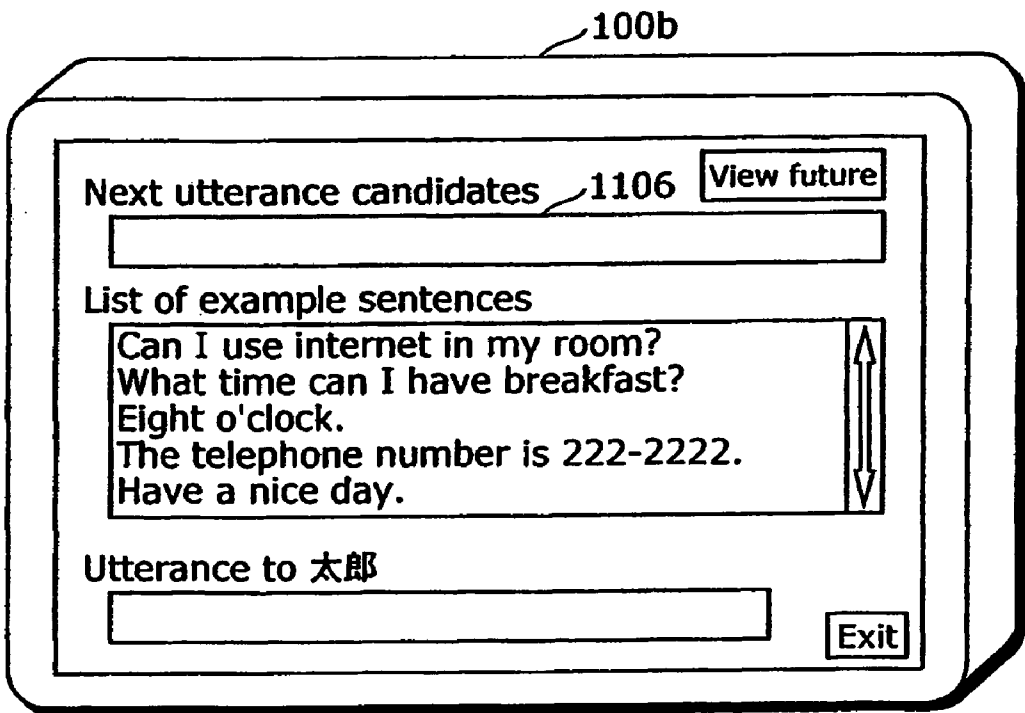 100b
View future
Next utterance candidates 1106
List of example sentences
Can I use internet in my room?
What time can I have breakfast?
Eight o'clock.
The telephone number is 222-2222.
Have a nice day.
Utterance to 太郎
Exit